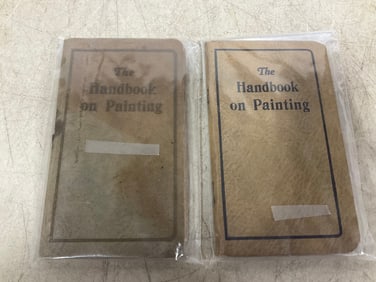 The
Handbook
on Painting
The
Handbook
on Painting